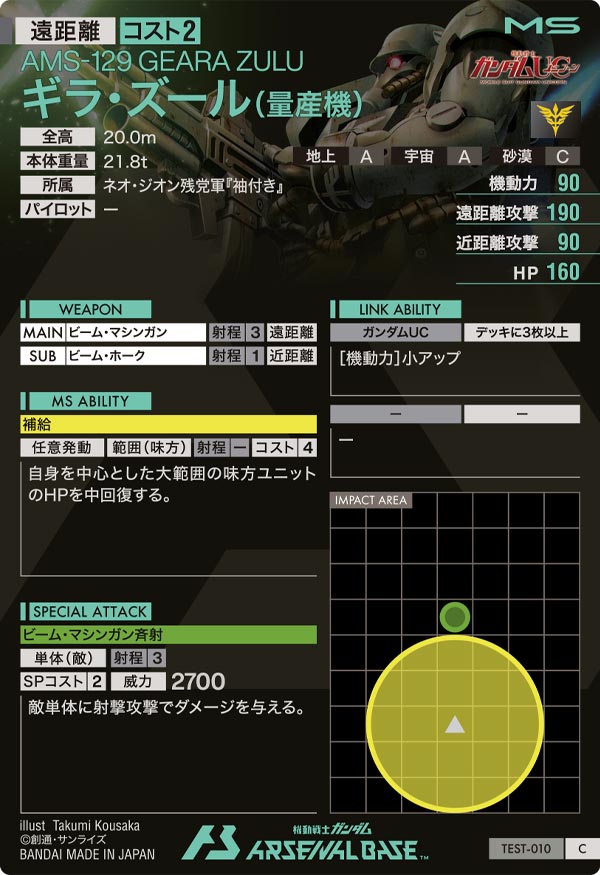 遠距離 コスト2 MS
AMS-129 GEARA ZULU
ギラ・ズール(量産機)
機動戦士
ガンダムUC
全高 20.0m
本体重量 21.8t
所属 ネオ・ジオン残党軍『袖付き』
パイロット ー
地上 A 宇宙 A 砂漠 C
機動力 90
遠距離攻撃 190
近距離攻撃 90
HP 160
WEAPON
MAIN ビーム・マシンガン 射程 3 遠距離
SUB ビーム・ホーク 射程 1 近距離
MS ABILITY
補給
任意発動 範囲(味方) 射程 ー コスト 4
自身を中心とした大範囲の味方ユニット
のHPを中回復する。
SPECIAL ATTACK
ビーム・マシンガン斉射
単体(敵) 射程 3
SPコスト 2 威力 2700
敵単体に射撃攻撃でダメージを与える。
LINK ABILITY
ガンダムUC デッキに3枚以上
[機動力]小アップ
ー ー
ー
IMPACT AREA
illust Takumi Kousaka
©創通・サンライズ
BANDAI MADE IN JAPAN
機動戦士ガンダム
AB ARSENAL BASE™
TEST-010 C